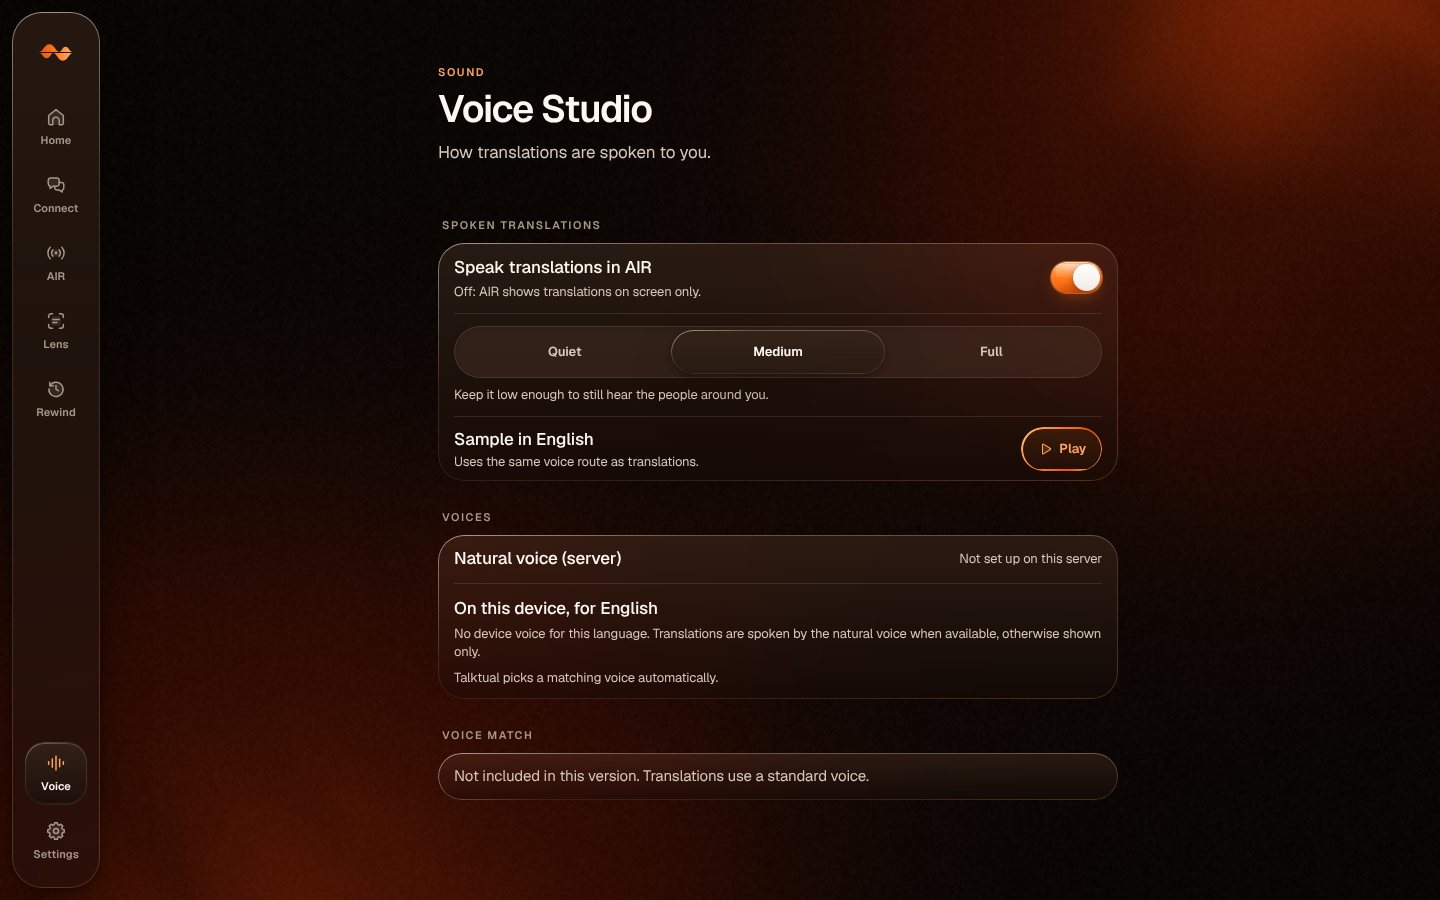 Home
Connect
AIR
Lens
Rewind
Voice
Settings
SOUND
Voice Studio
How translations are spoken to you.
SPOKEN TRANSLATIONS
Speak translations in AIR
Off: AIR shows translations on screen only.
Quiet
Medium
Full
Keep it low enough to still hear the people around you.
Sample in English
Uses the same voice route as translations.
Play
VOICES
Natural voice (server)
Not set up on this server
On this device, for English
No device voice for this language. Translations are spoken by the natural voice when available, otherwise shown
only.
Talktual picks a matching voice automatically.
VOICE MATCH
Not included in this version. Translations use a standard voice.